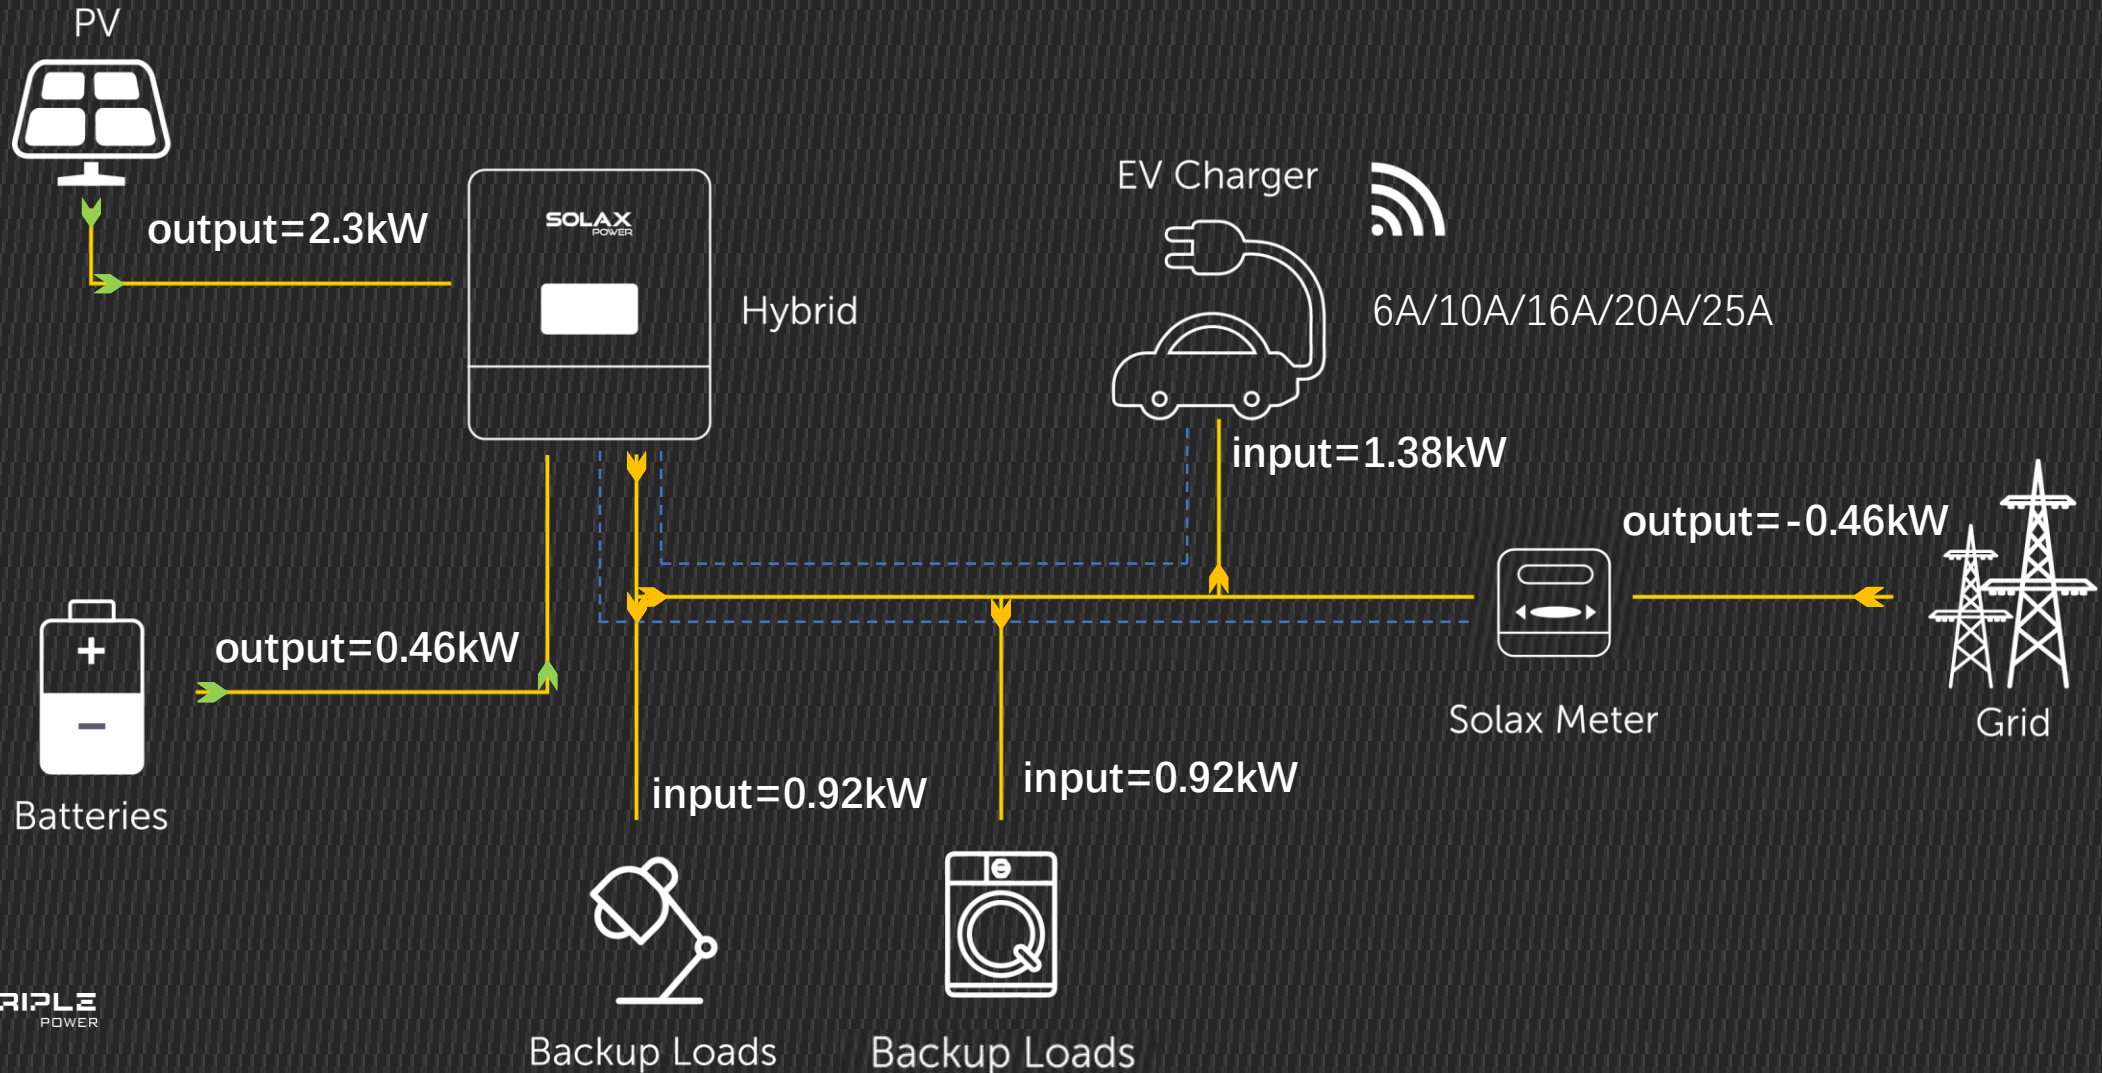 PV
output=2.3kW
SOLAX
POWER
Hybrid
EV Charger
6A/10A/16A/20A/25A
input=1.38kW
output=-0.46kW
Solax Meter
Grid
+
output=0.46kW
−
Batteries
input=0.92kW
input=0.92kW
RIPLE
POWER
Backup Loads
Backup Loads